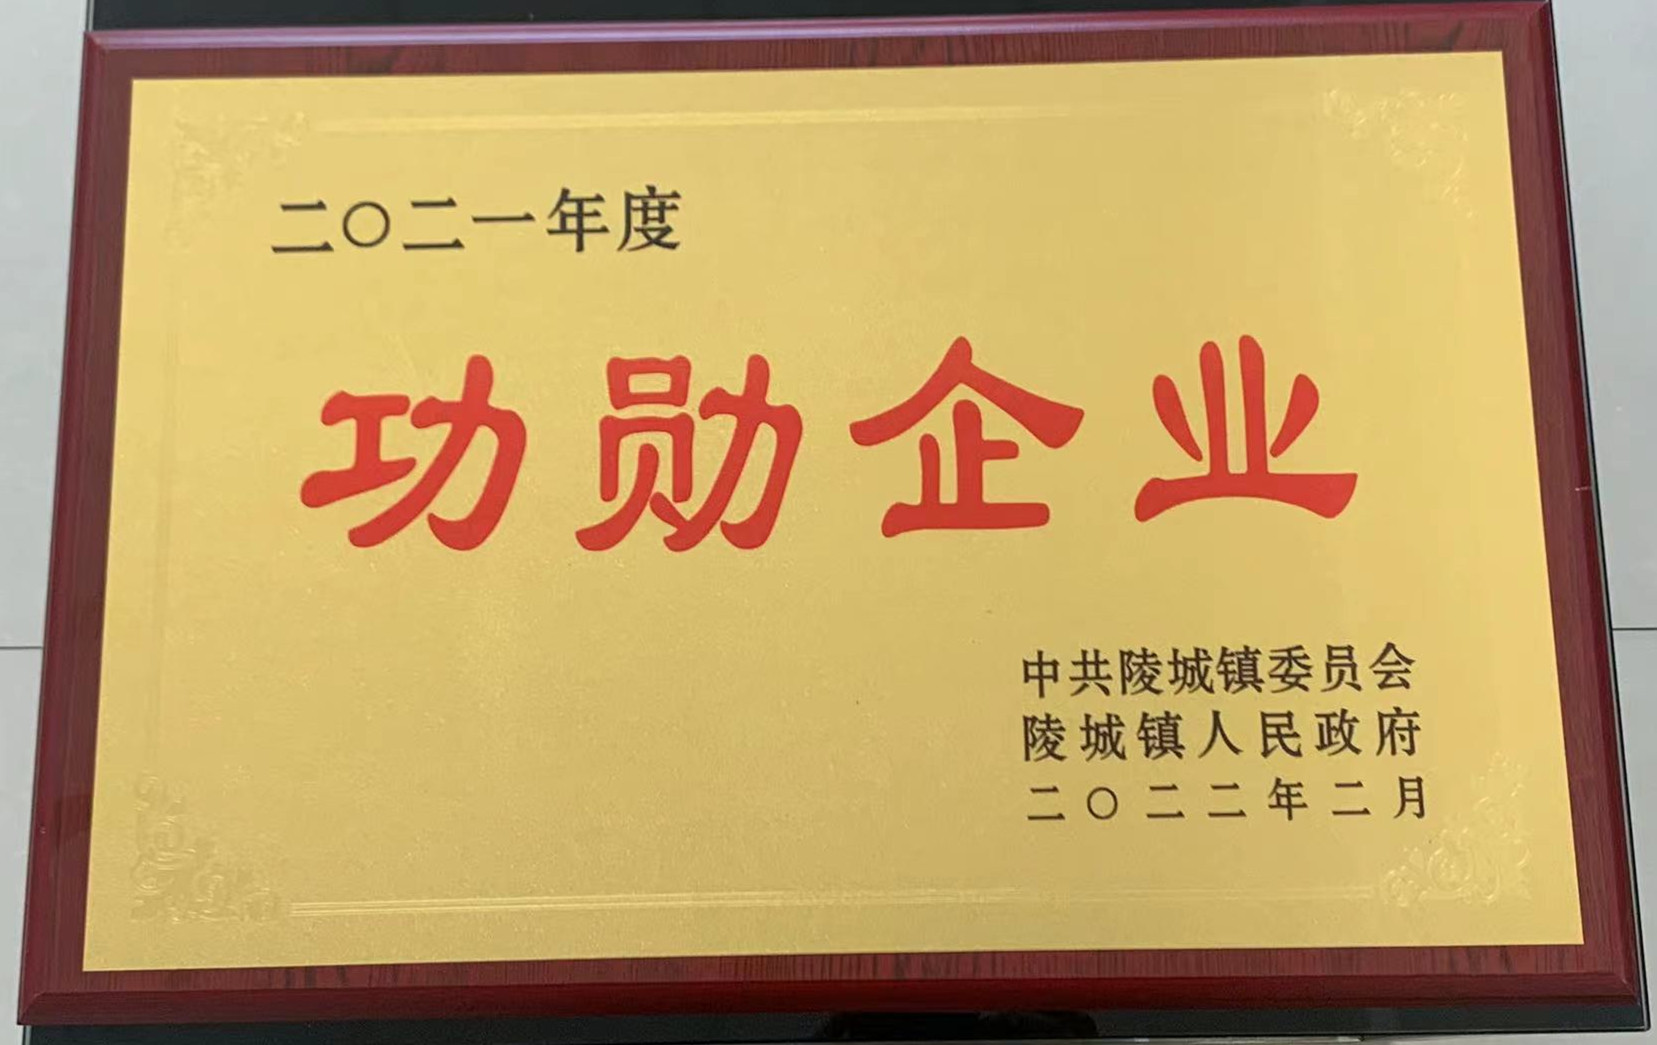 二〇二一年度
功勋企业
中共陵城镇委员会
陵城镇人民政府
二〇二二年二月